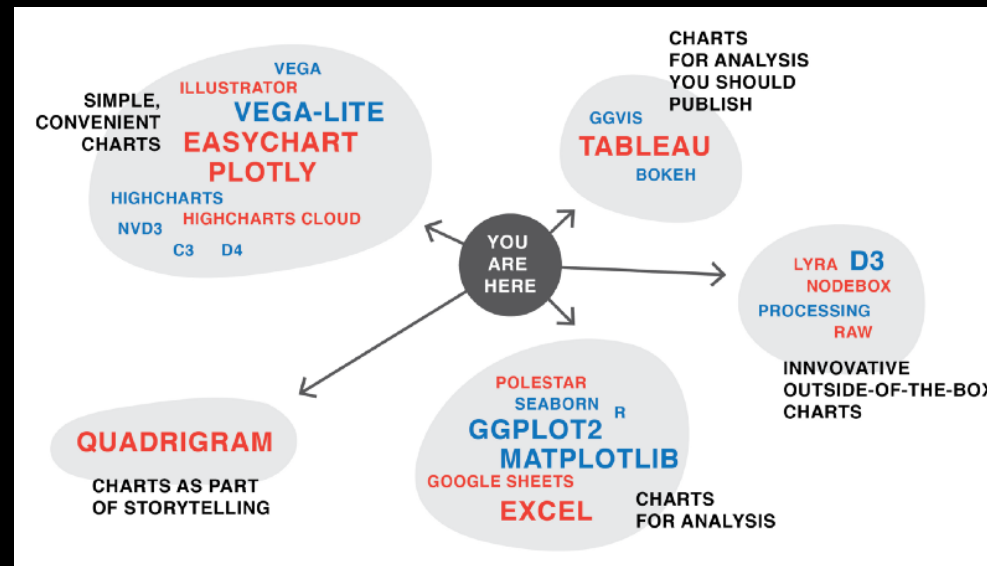 SIMPLE,
CONVENIENT
CHARTS
VEGA
ILLUSTRATOR
VEGA-LITE
EASYCHART
PLOTLY
HIGHCHARTS
HIGHCHARTS CLOUD
NVD3
C3 D4
CHARTS
FOR ANALYSIS
YOU SHOULD
PUBLISH
GGVIS
TABLEAU
BOKEH
YOU
ARE
HERE
LYRA D3
NODEBOX
PROCESSING
RAW
INNVOVATIVE
OUTSIDE-OF-THE-BOX
CHARTS
QUADRIGRAM
CHARTS AS PART
OF STORYTELLING
POLESTAR
SEABORN R
GGPLOT2
MATPLOTLIB
GOOGLE SHEETS
EXCEL
CHARTS
FOR ANALYSIS